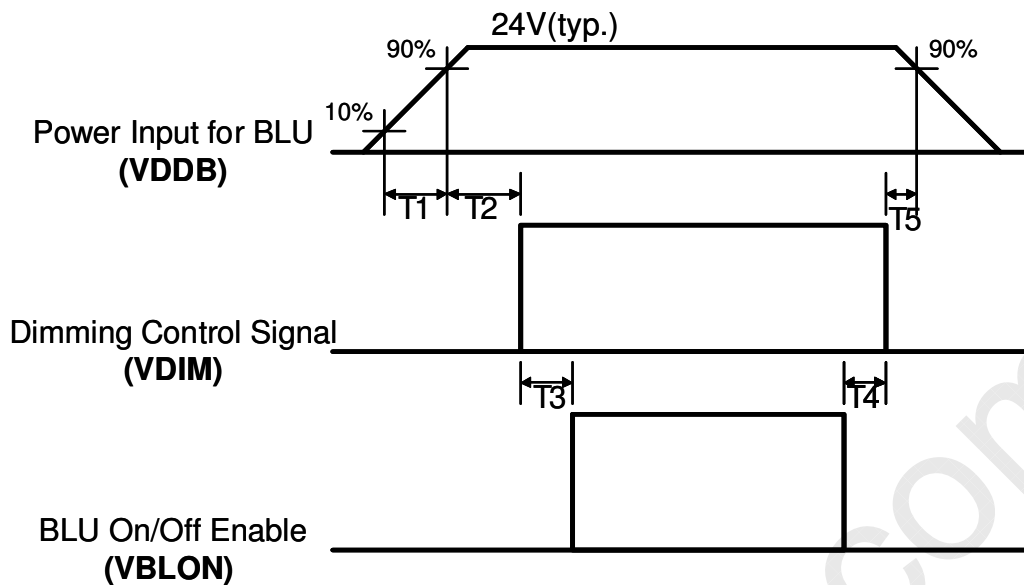 24V(typ.)
90%
90%
10%
Power Input for BLU
(VDDB)
T1
T2
T5
Dimming Control Signal
(VDIM)
T3
T4
BLU On/Off Enable
(VBLON)
com